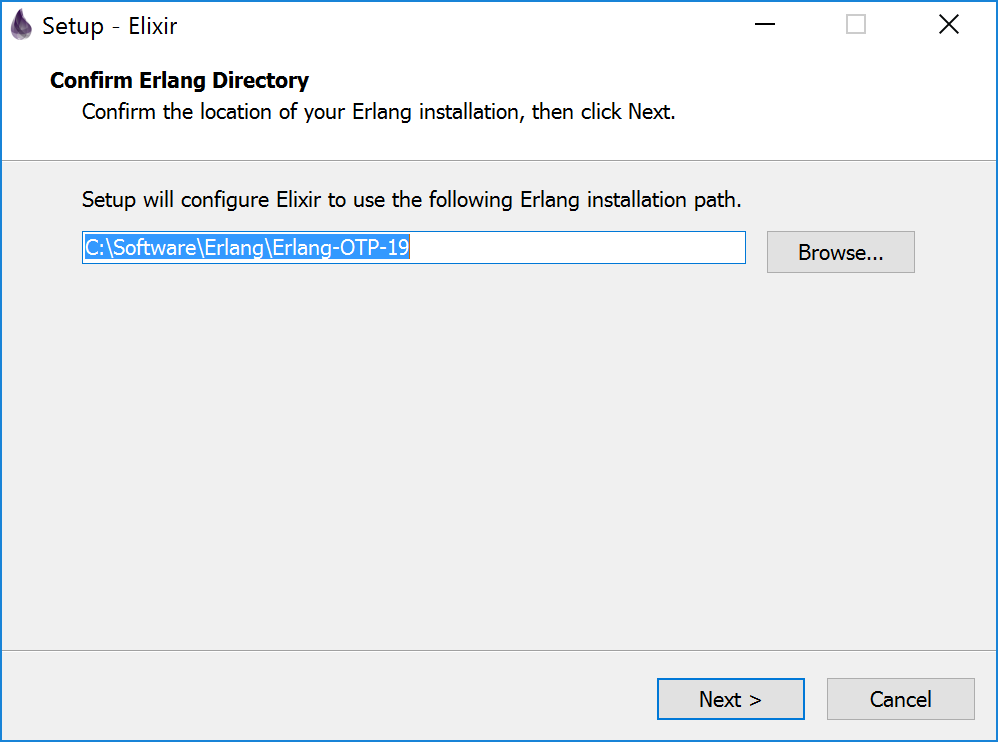 Setup - Elixir
Confirm Erlang Directory
Confirm the location of your Erlang installation, then click Next.
Setup will configure Elixir to use the following Erlang installation path.
C:\Software\Erlang\Erlang-OTP-19
Browse...
Next >
Cancel